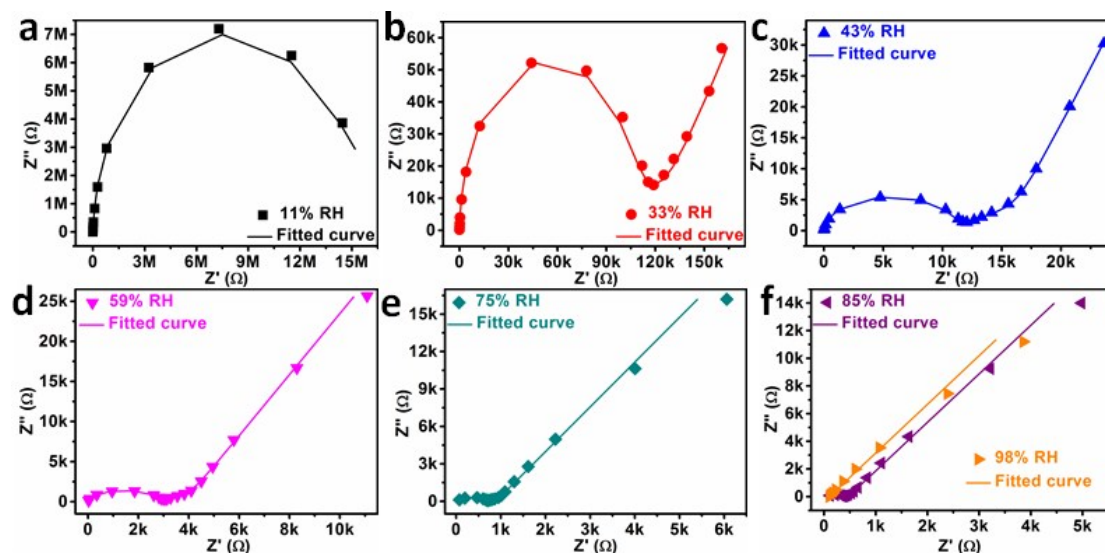 a
7M
6M
5M
4M
3M
2M
1M
0
Z'' (Ω)
11% RH
Fitted curve
0 3M 6M 9M 12M 15M
Z' (Ω)
b
60k
50k
40k
30k
20k
10k
0
Z'' (Ω)
33% RH
Fitted curve
0 30k 60k 90k 120k 150k
Z' (Ω)
c
30k
25k
20k
15k
10k
5k
0
Z'' (Ω)
43% RH
Fitted curve
0 5k 10k 15k 20k
Z' (Ω)
d
25k
20k
15k
10k
5k
0
Z'' (Ω)
59% RH
Fitted curve
0 2k 4k 6k 8k 10k
Z' (Ω)
e
15k
12k
9k
6k
3k
0
Z'' (Ω)
75% RH
Fitted curve
0 1k 2k 3k 4k 5k 6k
Z' (Ω)
f
14k
12k
10k
8k
6k
4k
2k
0
Z'' (Ω)
85% RH
Fitted curve
98% RH
Fitted curve
0 1k 2k 3k 4k 5k
Z' (Ω)